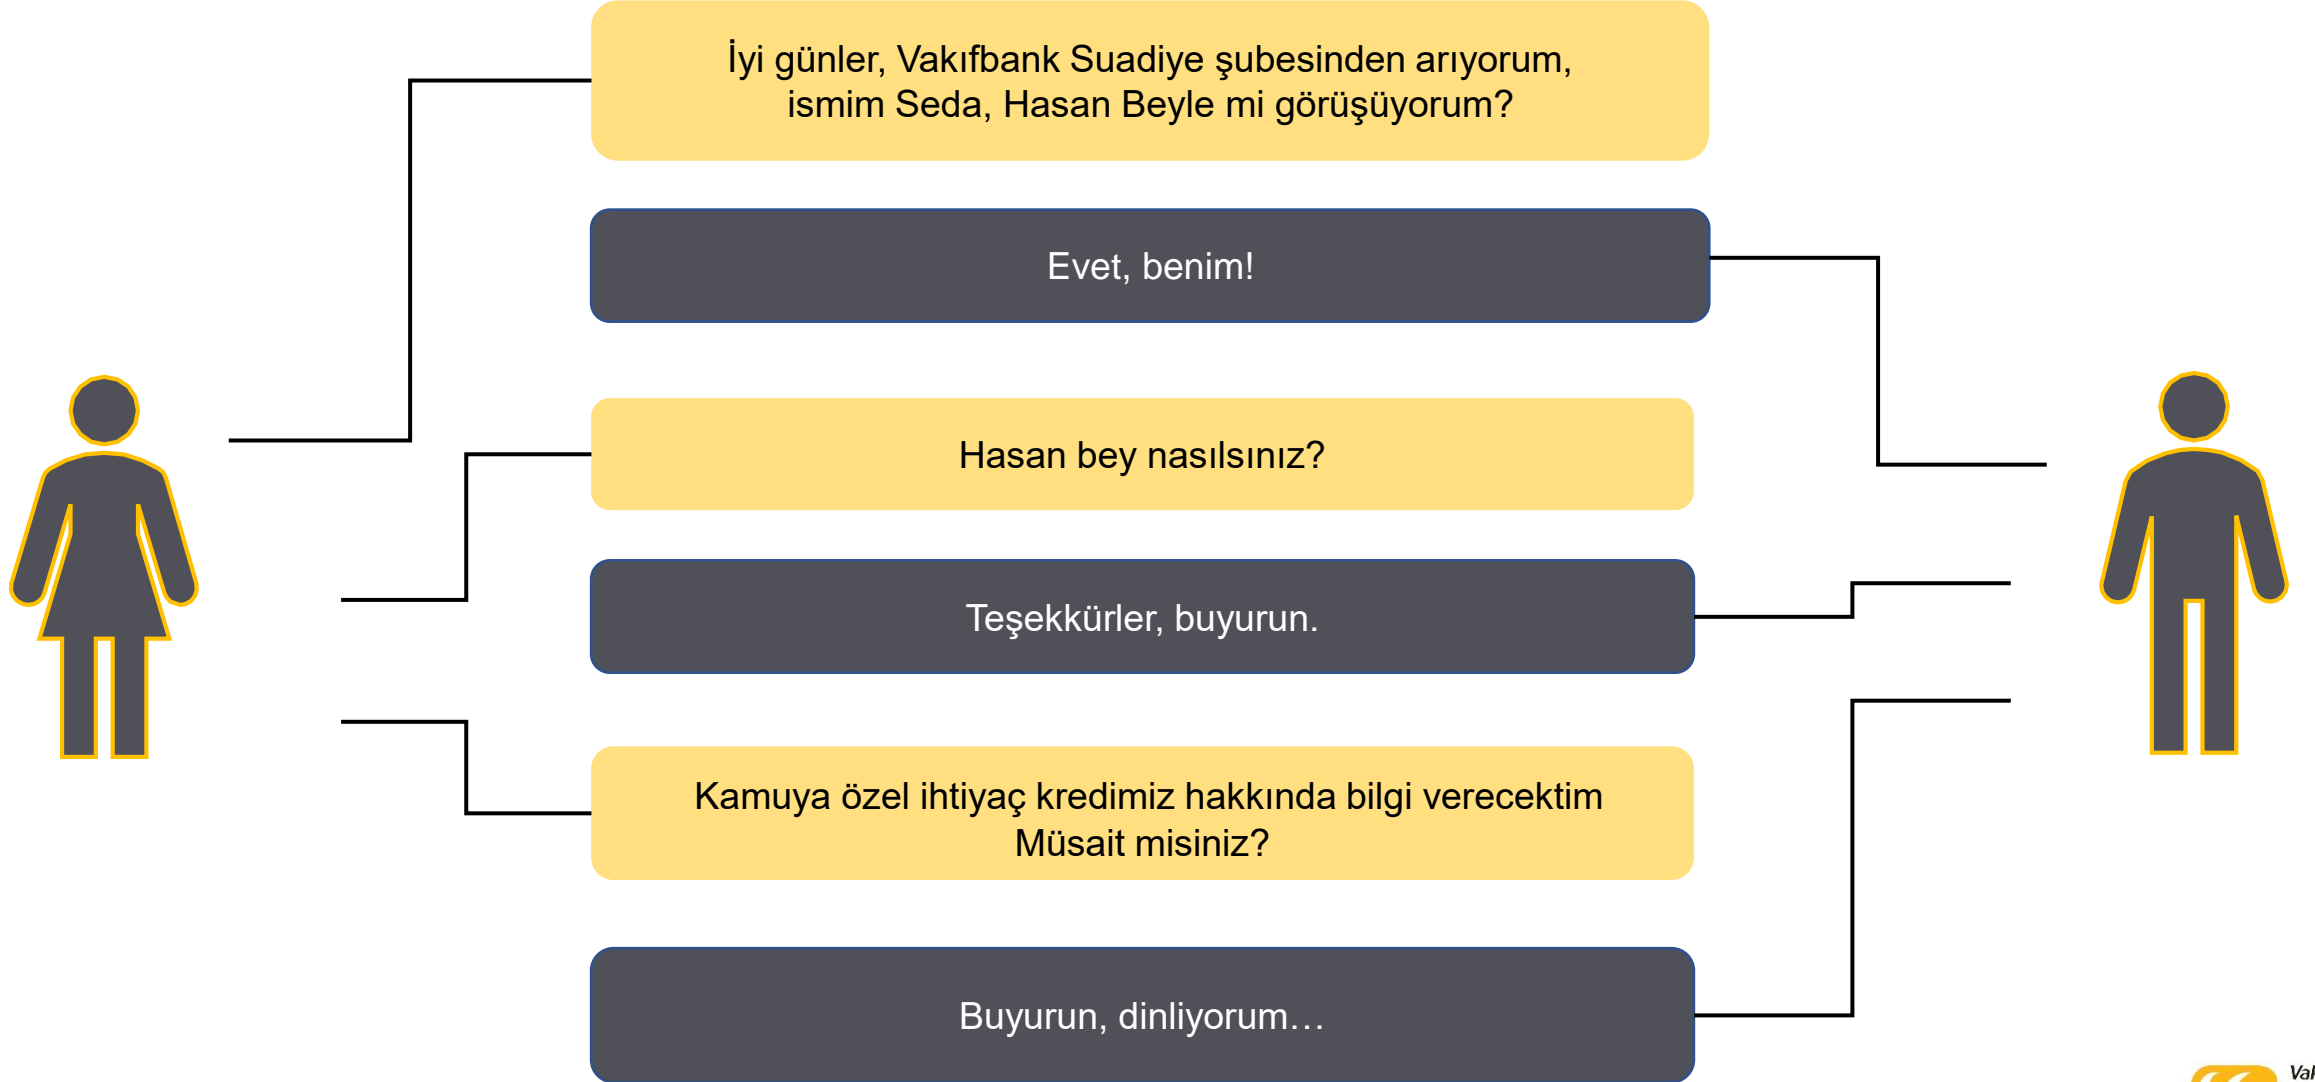 İyi günler, Vakıfbank Suadiye şubesinden arıyorum,
ismim Seda, Hasan Beyle mi görüşüyorum?
Evet, benim!
Hasan bey nasılsınız?
Teşekkürler, buyurun.
Kamuya özel ihtiyaç kredimiz hakkında bilgi verecektim
Müsait misiniz?
Buyurun, dinliyorum…